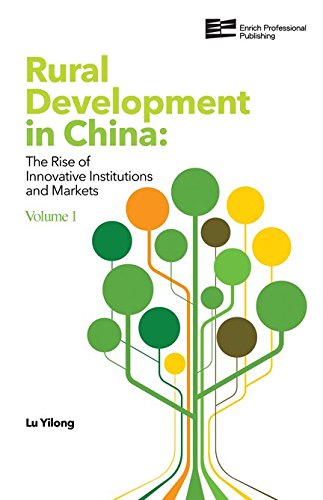 Enrich Professional
Publishing
Rural
Development
in China:
The Rise of
Innovative Institutions
and Markets
Volume 1
Lu Yilong